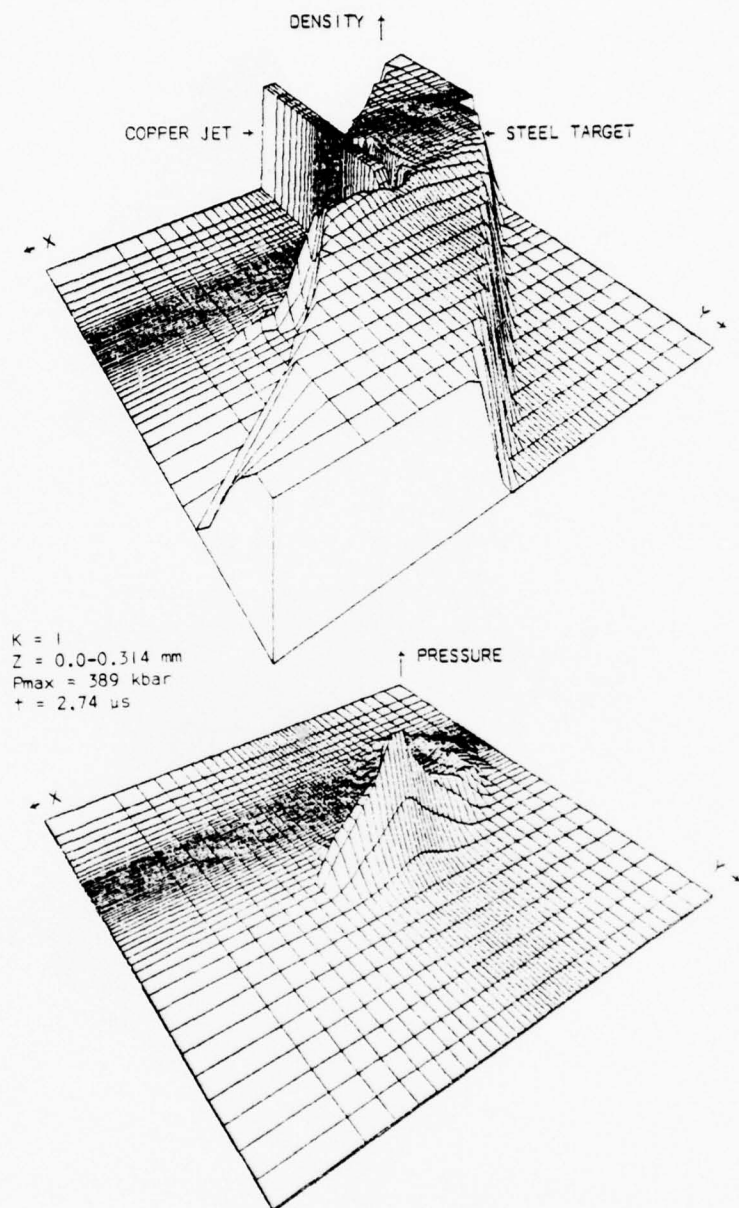 DENSITY ↑
COPPER JET →
← STEEL TARGET
← X
Y →
K = 1
Z = 0.0-0.314 mm
Pmax = 389 kbar
t = 2.74 us
↑ PRESSURE
← X
Y →